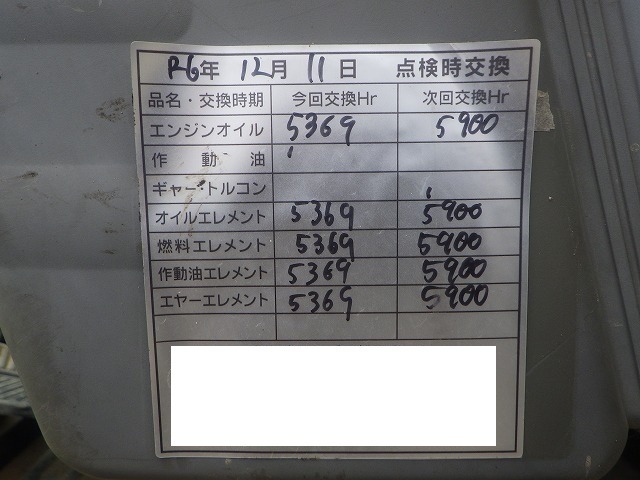 R6年 12月 11日 点検時交換
品名・交換時期 今回交換Hr 次回交換Hr
エンジンオイル 5369 5900
作動油
ギヤー・トルコン
オイルエレメント 5369 5900
燃料エレメント 5369 5900
作動油エレメント 5369 5900
エヤーエレメント 5369 5900